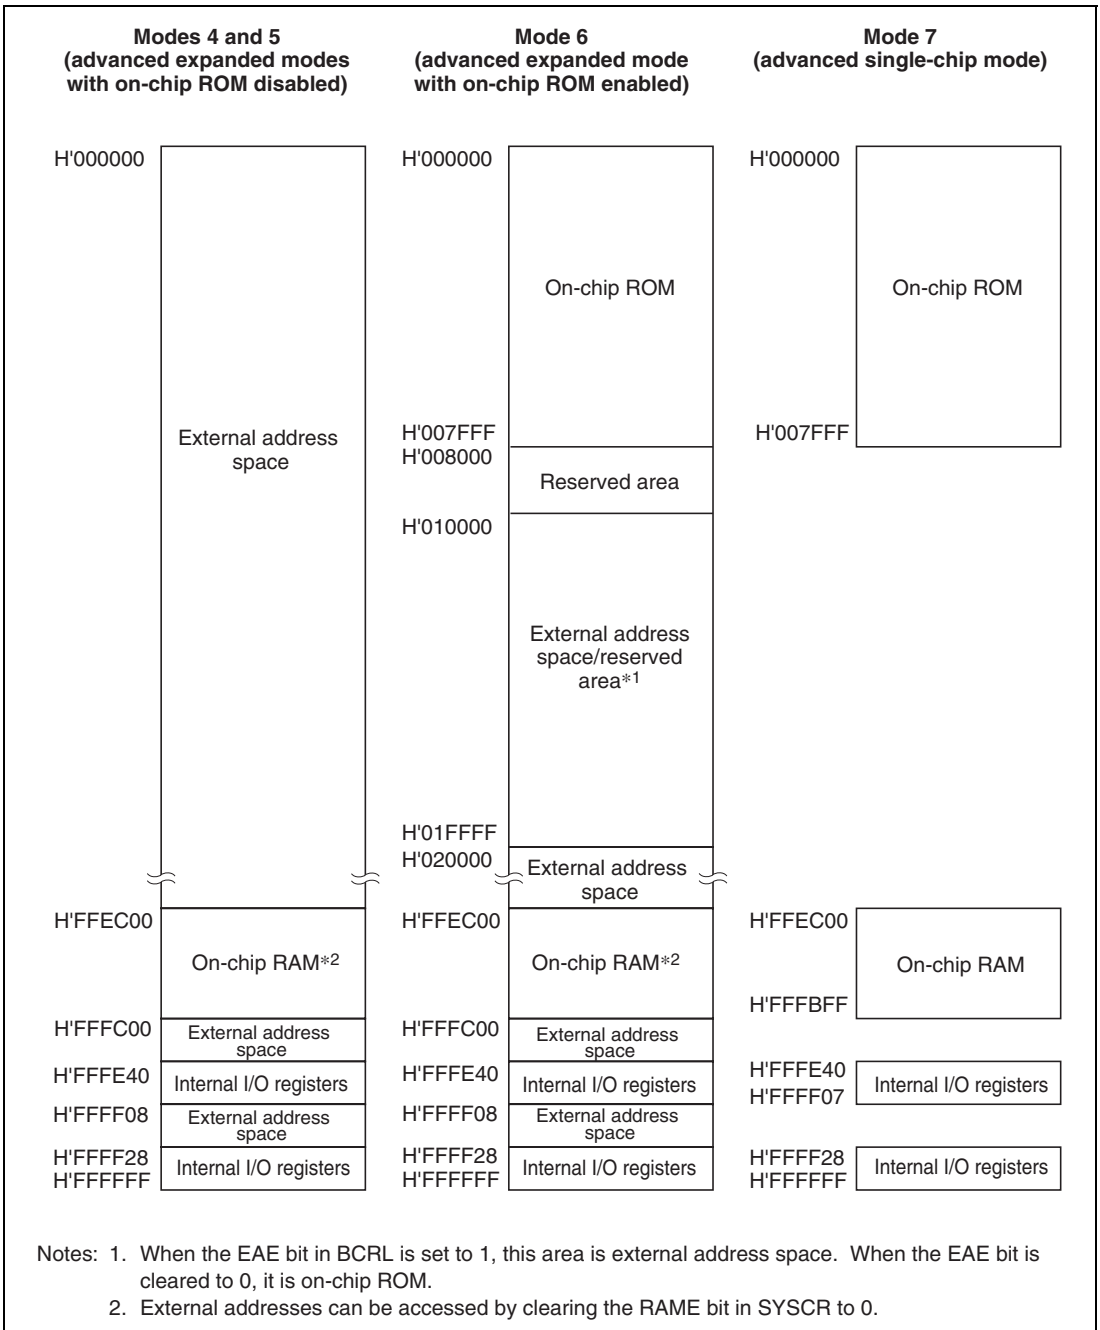 Modes 4 and 5
(advanced expanded modes
with on-chip ROM disabled)
Mode 6
(advanced expanded mode
with on-chip ROM enabled)
Mode 7
(advanced single-chip mode)
H'000000
External address
space
H'FFEC00
On-chip RAM*2
H'FFFC00
External address
space
H'FFFE40
Internal I/O registers
H'FFFF08
External address
space
H'FFFF28
Internal I/O registers
H'FFFFFF
H'000000
On-chip ROM
H'007FFF
H'008000
Reserved area
H'010000
External address
space/reserved
area*1
H'01FFFF
H'020000
External address
space
H'FFEC00
On-chip RAM*2
H'FFFC00
External address
space
H'FFFE40
Internal I/O registers
H'FFFF08
External address
space
H'FFFF28
Internal I/O registers
H'FFFFFF
H'000000
On-chip ROM
H'007FFF
H'FFEC00
On-chip RAM
H'FFFBFF
H'FFFE40
Internal I/O registers
H'FFFF07
H'FFFF28
Internal I/O registers
H'FFFFFF
Notes: 1. When the EAE bit in BCRL is set to 1, this area is external address space. When the EAE bit is
cleared to 0, it is on-chip ROM.
2. External addresses can be accessed by clearing the RAME bit in SYSCR to 0.